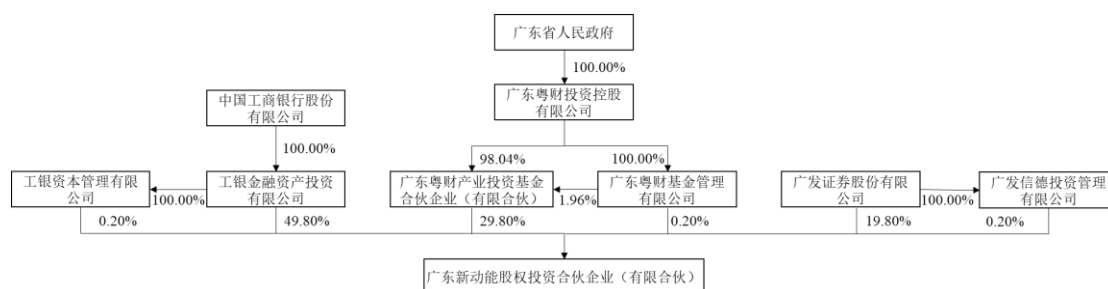 广东省人民政府
100.00%
中国工商银行股份
有限公司
广东粤财投资控股
有限公司
100.00%
98.04%
100.00%
工银资本管理有限公
司
100.00%
工银金融资产投资
有限公司
广东粤财产业投资基金
合伙企业（有限合伙）
1.96%
广东粤财基金管理
有限公司
广发证券股份有限
公司
100.00%
广发信德投资管理
有限公司
0.20%
49.80%
29.80%
0.20%
19.80%
0.20%
广东新动能股权投资合伙企业（有限合伙）